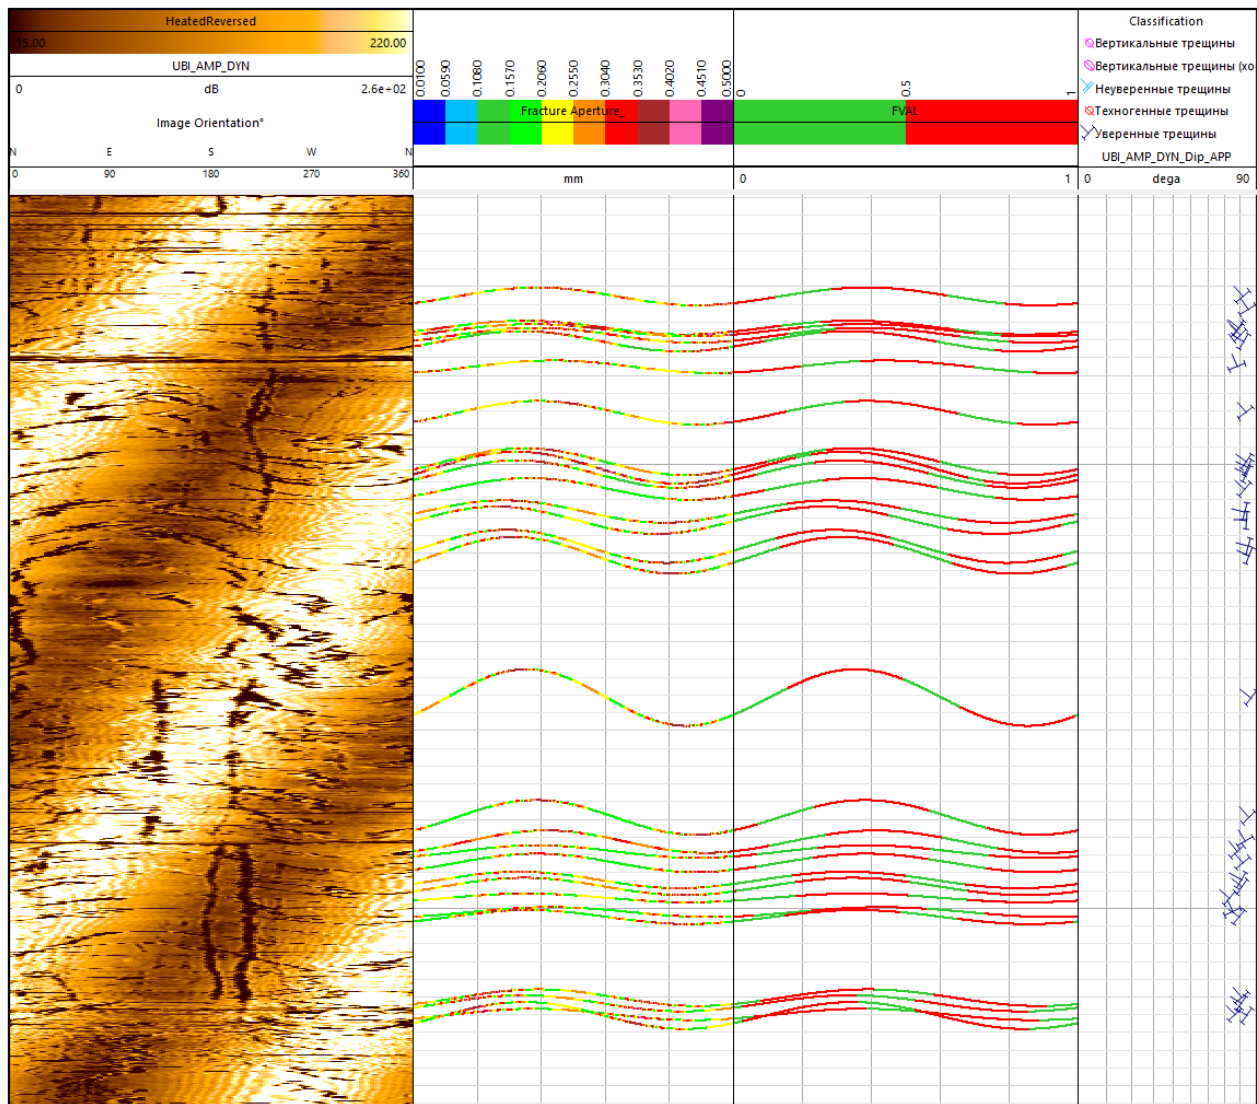 HeatedReversed
15.00 220.00
UBI_AMP_DYN
0 dB 2.6e+02
Image Orientation°
N E S W N
0 90 180 270 360
0.0100 0.0590 0.1080 0.1570 0.2060 0.2550 0.3040 0.3530 0.4020 0.4510 0.5000
Fracture Aperture_
mm
0 0.5 1
FVAL
0 1
Classification
Вертикальные трещины
Вертикальные трещины (хо
Неуверенные трещины
Техногенные трещины
Уверенные трещины
UBI_AMP_DYN_Dip_APP
0 dega 90